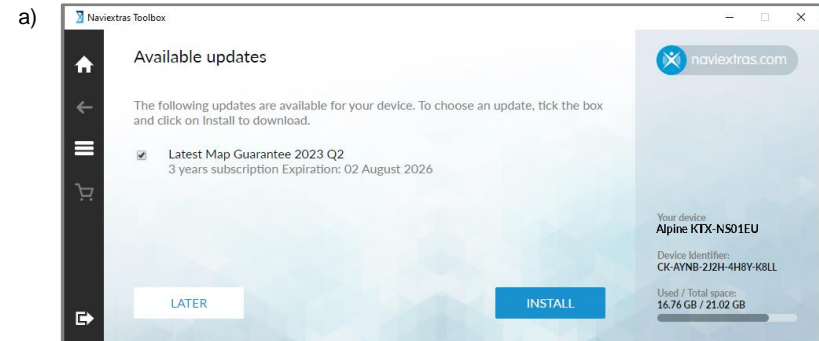 a)
Naviextras Toolbox
Available updates
naviextras.com
The following updates are available for your device. To choose an update, tick the box
and click on Install to download.
Latest Map Guarantee 2023 Q2
3 years subscription Expiration: 02 August 2026
Your device
Alpine KTX-NS01EU
Device Identifier:
CK-AYNB-2J2H-4H8Y-K8LL
Used / Total space:
16.76 GB / 21.02 GB
LATER
INSTALL